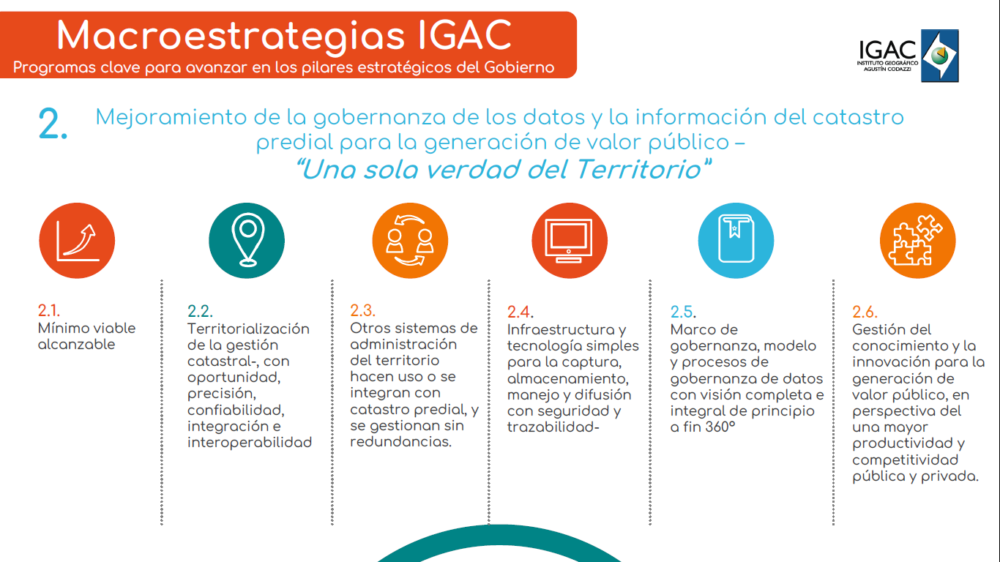 Macroestrategias IGAC
Programas clave para avanzar en los pilares estratégicos del Gobierno
IGAC
INSTITUTO GEOGRÁFICO
AGUSTÍN CODAZZI
2.
Mejoramiento de la gobernanza de los datos y la información del catastro
predial para la generación de valor público –
“Una sola verdad del Territorio”
2.1.
Mínimo viable
alcanzable
2.2.
Territorialización
de la gestión
catastral-, con
oportunidad,
precisión,
confiabilidad,
integración e
interoperabilidad
2.3.
Otros sistemas de
administración
del territorio
hacen uso o se
integran con
catastro predial, y
se gestionan sin
redundancias.
2.4.
Infraestructura y
tecnología simples
para la captura,
almacenamiento,
manejo y difusión
con seguridad y
trazabilidad-
2.5.
Marco de
gobernanza, modelo
y procesos de
gobernanza de datos
con visión completa e
integral de principio
a fin 360°
2.6.
Gestión del
conocimiento y la
innovación para la
generación de
valor público, en
perspectiva del
una mayor
productividad y
competitividad
pública y privada.